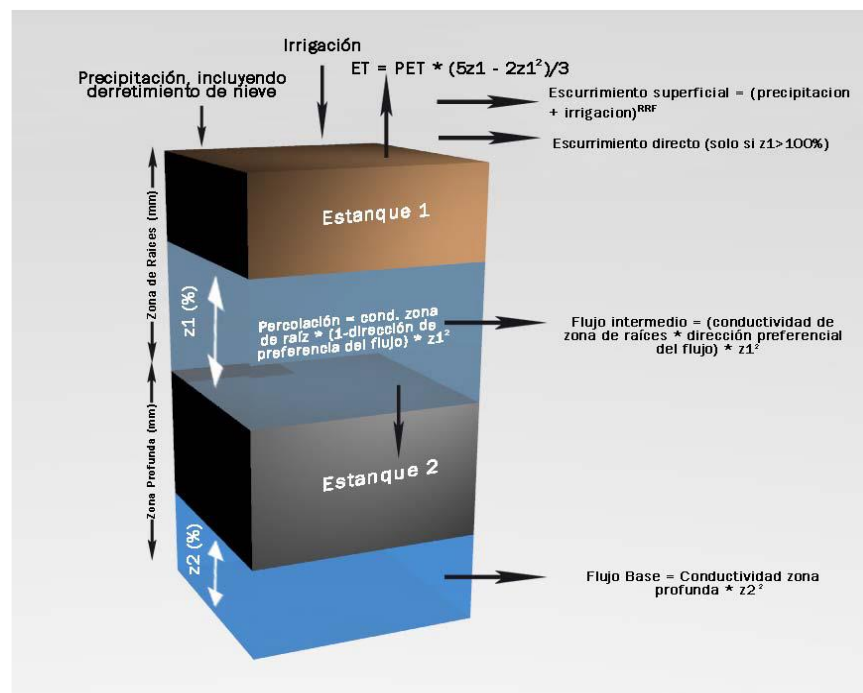 Irrigación
ET = PET * (5z1 - 2z1²)/3
Precipitación, incluyendo
derretimiento de nieve
Escurrimiento superficial = (precipitacion
+ irrigacion)ᴿᴿᶠ
Escurrimiento directo (solo si z1>100%)
Estanque 1
Zona de Raíces (mm)
z1 (%)
Percolación = cond. zona
de raíz * (1-dirección de
preferencia del flujo) * z1²
Flujo intermedio = (conductividad de
zona de raíces * dirección preferencial
del flujo) * z1²
Zona Profunda (mm)
Estanque 2
z2 (%)
Flujo Base = Conductividad zona
profunda * z2²